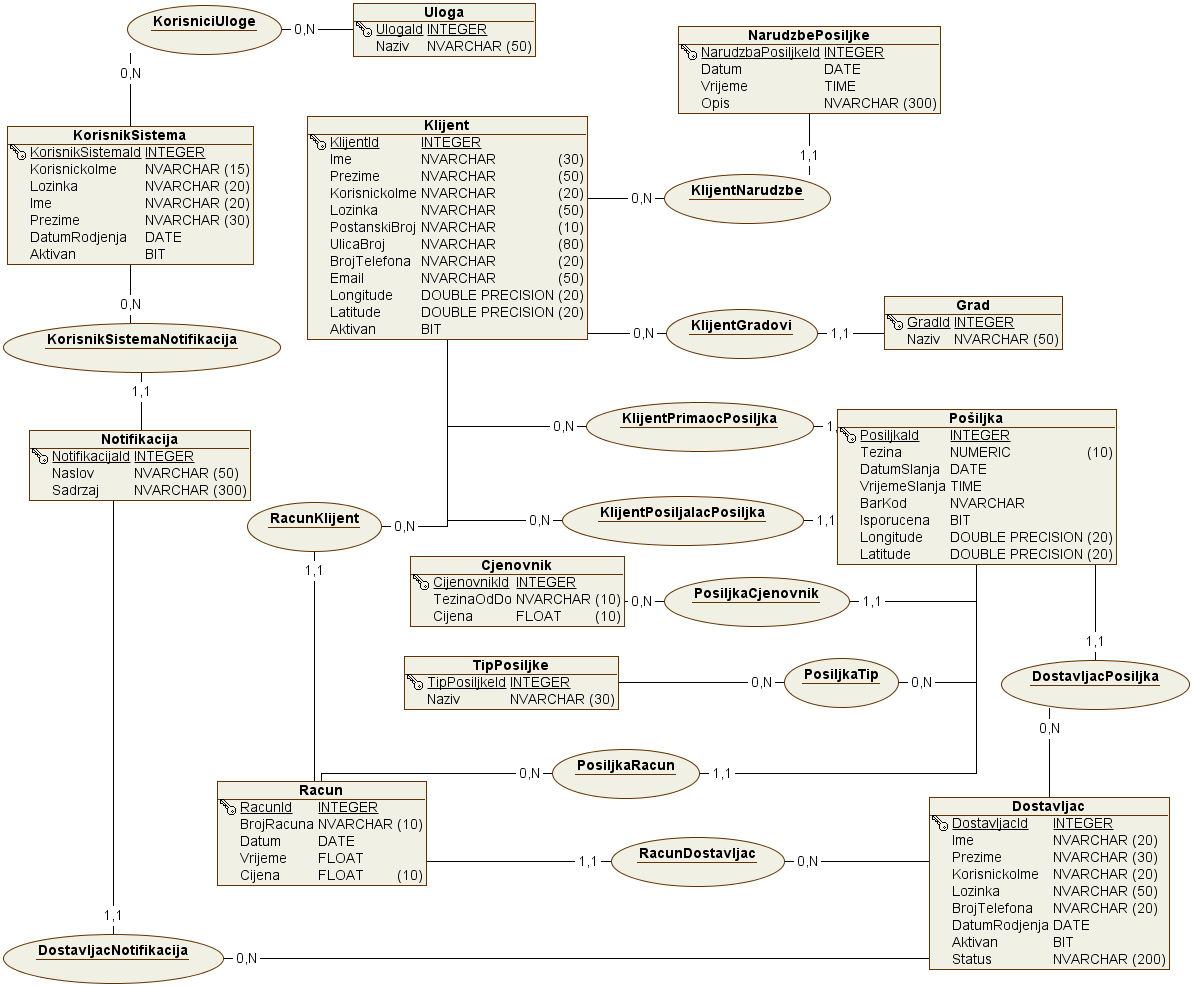 KorisniciUloge
0,N
Uloga
UlogaId INTEGER
Naziv NVARCHAR (50)
0,N
NarudzbePosiljke
NarudzbaPosiljkeId INTEGER
Datum DATE
Vrijeme TIME
Opis NVARCHAR (300)
1,1
KorisnikSistema
KorisnikSistemaId INTEGER
KorisnickoIme NVARCHAR (15)
Lozinka NVARCHAR (20)
Ime NVARCHAR (20)
Prezime NVARCHAR (30)
DatumRodjenja DATE
Aktivan BIT
0,N
Klijent
KlijentId INTEGER
Ime NVARCHAR (30)
Prezime NVARCHAR (50)
KorisnickoIme NVARCHAR (20)
Lozinka NVARCHAR (50)
PostanskiBroj NVARCHAR (10)
UlicaBroj NVARCHAR (80)
BrojTelefona NVARCHAR (20)
Email NVARCHAR (50)
Longitude DOUBLE PRECISION (20)
Latitude DOUBLE PRECISION (20)
Aktivan BIT
0,N
KlijentNarudzbe
0,N
KlijentGradovi
1,1
Grad
GradId INTEGER
Naziv NVARCHAR (50)
KorisnikSistemaNotifikacija
1,1
Notifikacija
NotifikacijaId INTEGER
Naslov NVARCHAR (50)
Sadrzaj NVARCHAR (300)
0,N
KlijentPrimaocPosiljka
1,
Pošiljka
PosiljkaId INTEGER
Tezina NUMERIC (10)
DatumSlanja DATE
VrijemeSlanja TIME
BarKod NVARCHAR
Isporucena BIT
Longitude DOUBLE PRECISION (20)
Latitude DOUBLE PRECISION (20)
RacunKlijent
0,N
0,N
KlijentPosiljalacPosiljka
1,1
1,1
Cjenovnik
CijenovnikId INTEGER
TezinaOdDo NVARCHAR (10)
Cijena FLOAT (10)
0,N
PosiljkaCjenovnik
1,1
TipPosiljke
TipPosiljkeId INTEGER
Naziv NVARCHAR (30)
0,N
PosiljkaTip
0,N
1,1
DostavljacPosiljka
0,N
0,N
PosiljkaRacun
1,1
Racun
RacunId INTEGER
BrojRacuna NVARCHAR (10)
Datum DATE
Vrijeme FLOAT
Cijena FLOAT (10)
1,1
RacunDostavljac
0,N
Dostavljac
DostavljacId INTEGER
Ime NVARCHAR (20)
Prezime NVARCHAR (30)
KorisnickoIme NVARCHAR (20)
Lozinka NVARCHAR (50)
BrojTelefona NVARCHAR (20)
DatumRodjenja DATE
Aktivan BIT
Status NVARCHAR (200)
1,1
DostavljacNotifikacija
0,N